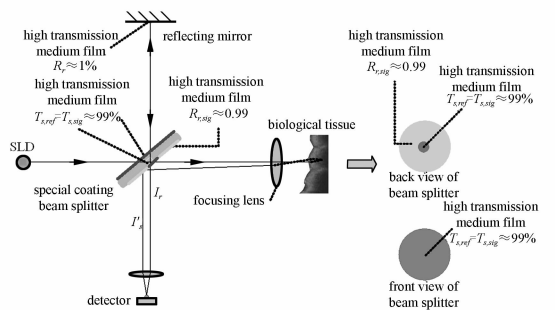 high transmission
medium film
Rr≈1%
reflecting mirror
high transmission
medium film
Ts,ref=Ts,sig≈99%
high transmission
medium film
Rr,sig≈0.99
SLD
special coating
beam splitter
Ir
I's
biological tissue
focusing lens
detector
high transmission
medium film
Rr,sig≈0.99
high transmission
medium film
Ts,ref=Ts,sig≈99%
back view of
beam splitter
high transmission
medium film
Ts,ref=Ts,sig≈99%
front view of
beam splitter